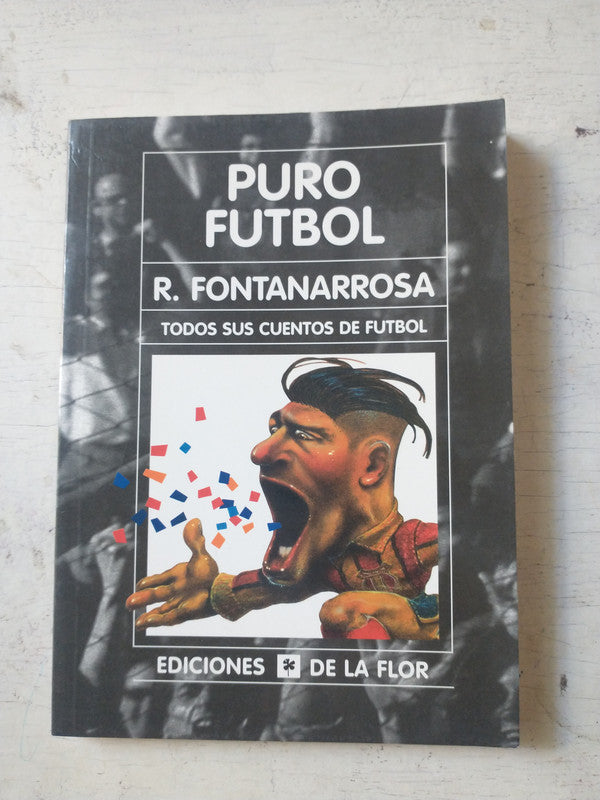 PURO
FUTBOL
R. FONTANARROSA
TODOS SUS CUENTOS DE FUTBOL
EDICIONES DE LA FLOR